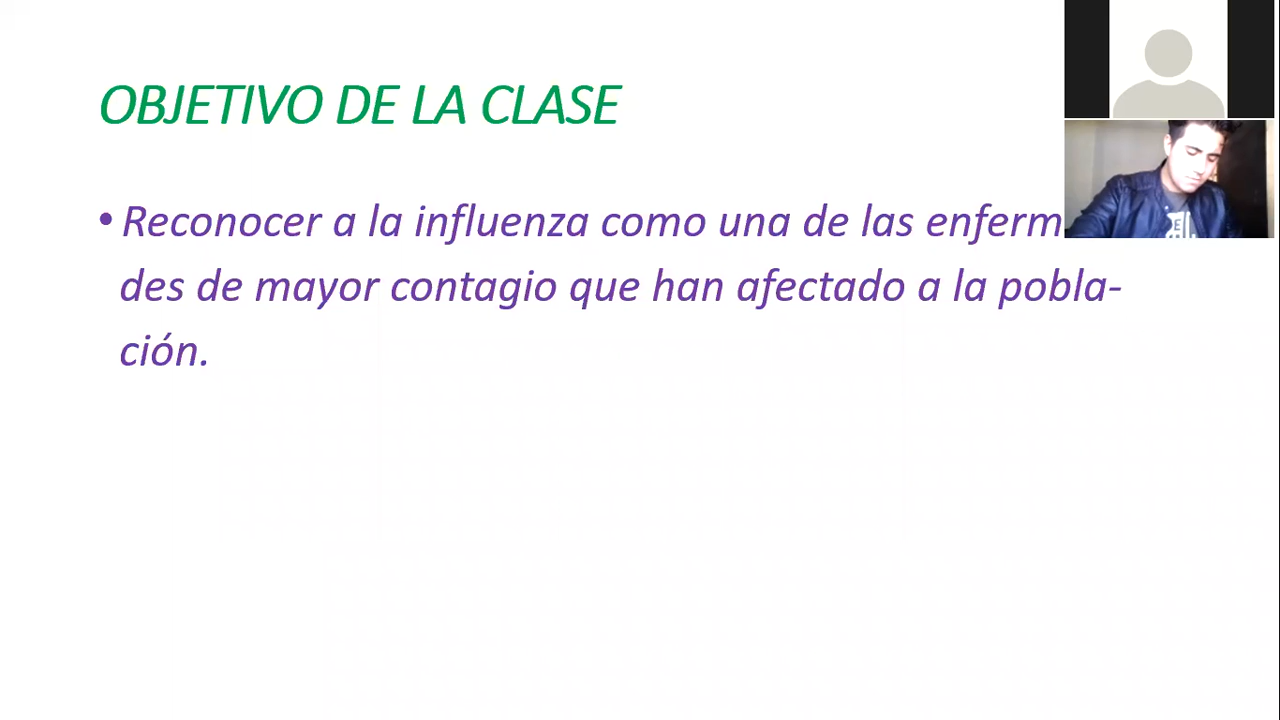 OBJETIVO DE LA CLASE
• Reconocer a la influenza como una de las enferm
des de mayor contagio que han afectado a la pobla-
ción.